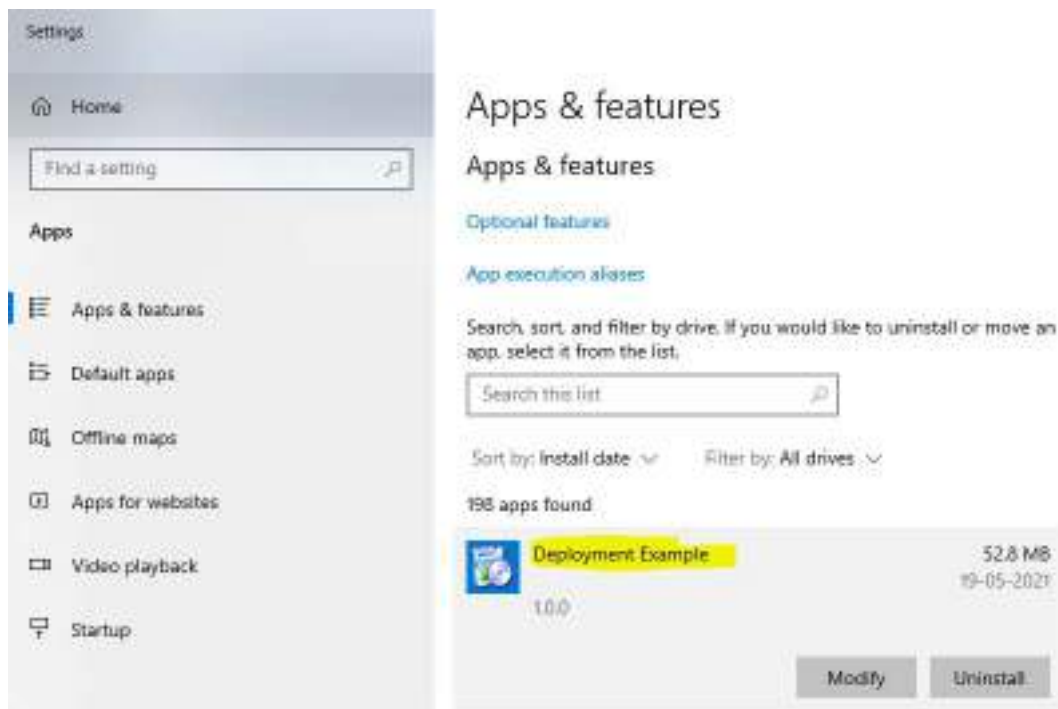 Settings
Home
Find a setting
Apps
Apps & features
Default apps
Offline maps
Apps for websites
Video playback
Startup
Apps & features
Apps & features
Optional features
App execution aliases
Search, sort, and filter by drive. If you would like to uninstall or move an
app, select it from the list.
Search this list
Sort by: Install date Filter by: All drives
198 apps found
Deployment Example 52.8 MB
19-05-2021
1.0.0
Modify Uninstall